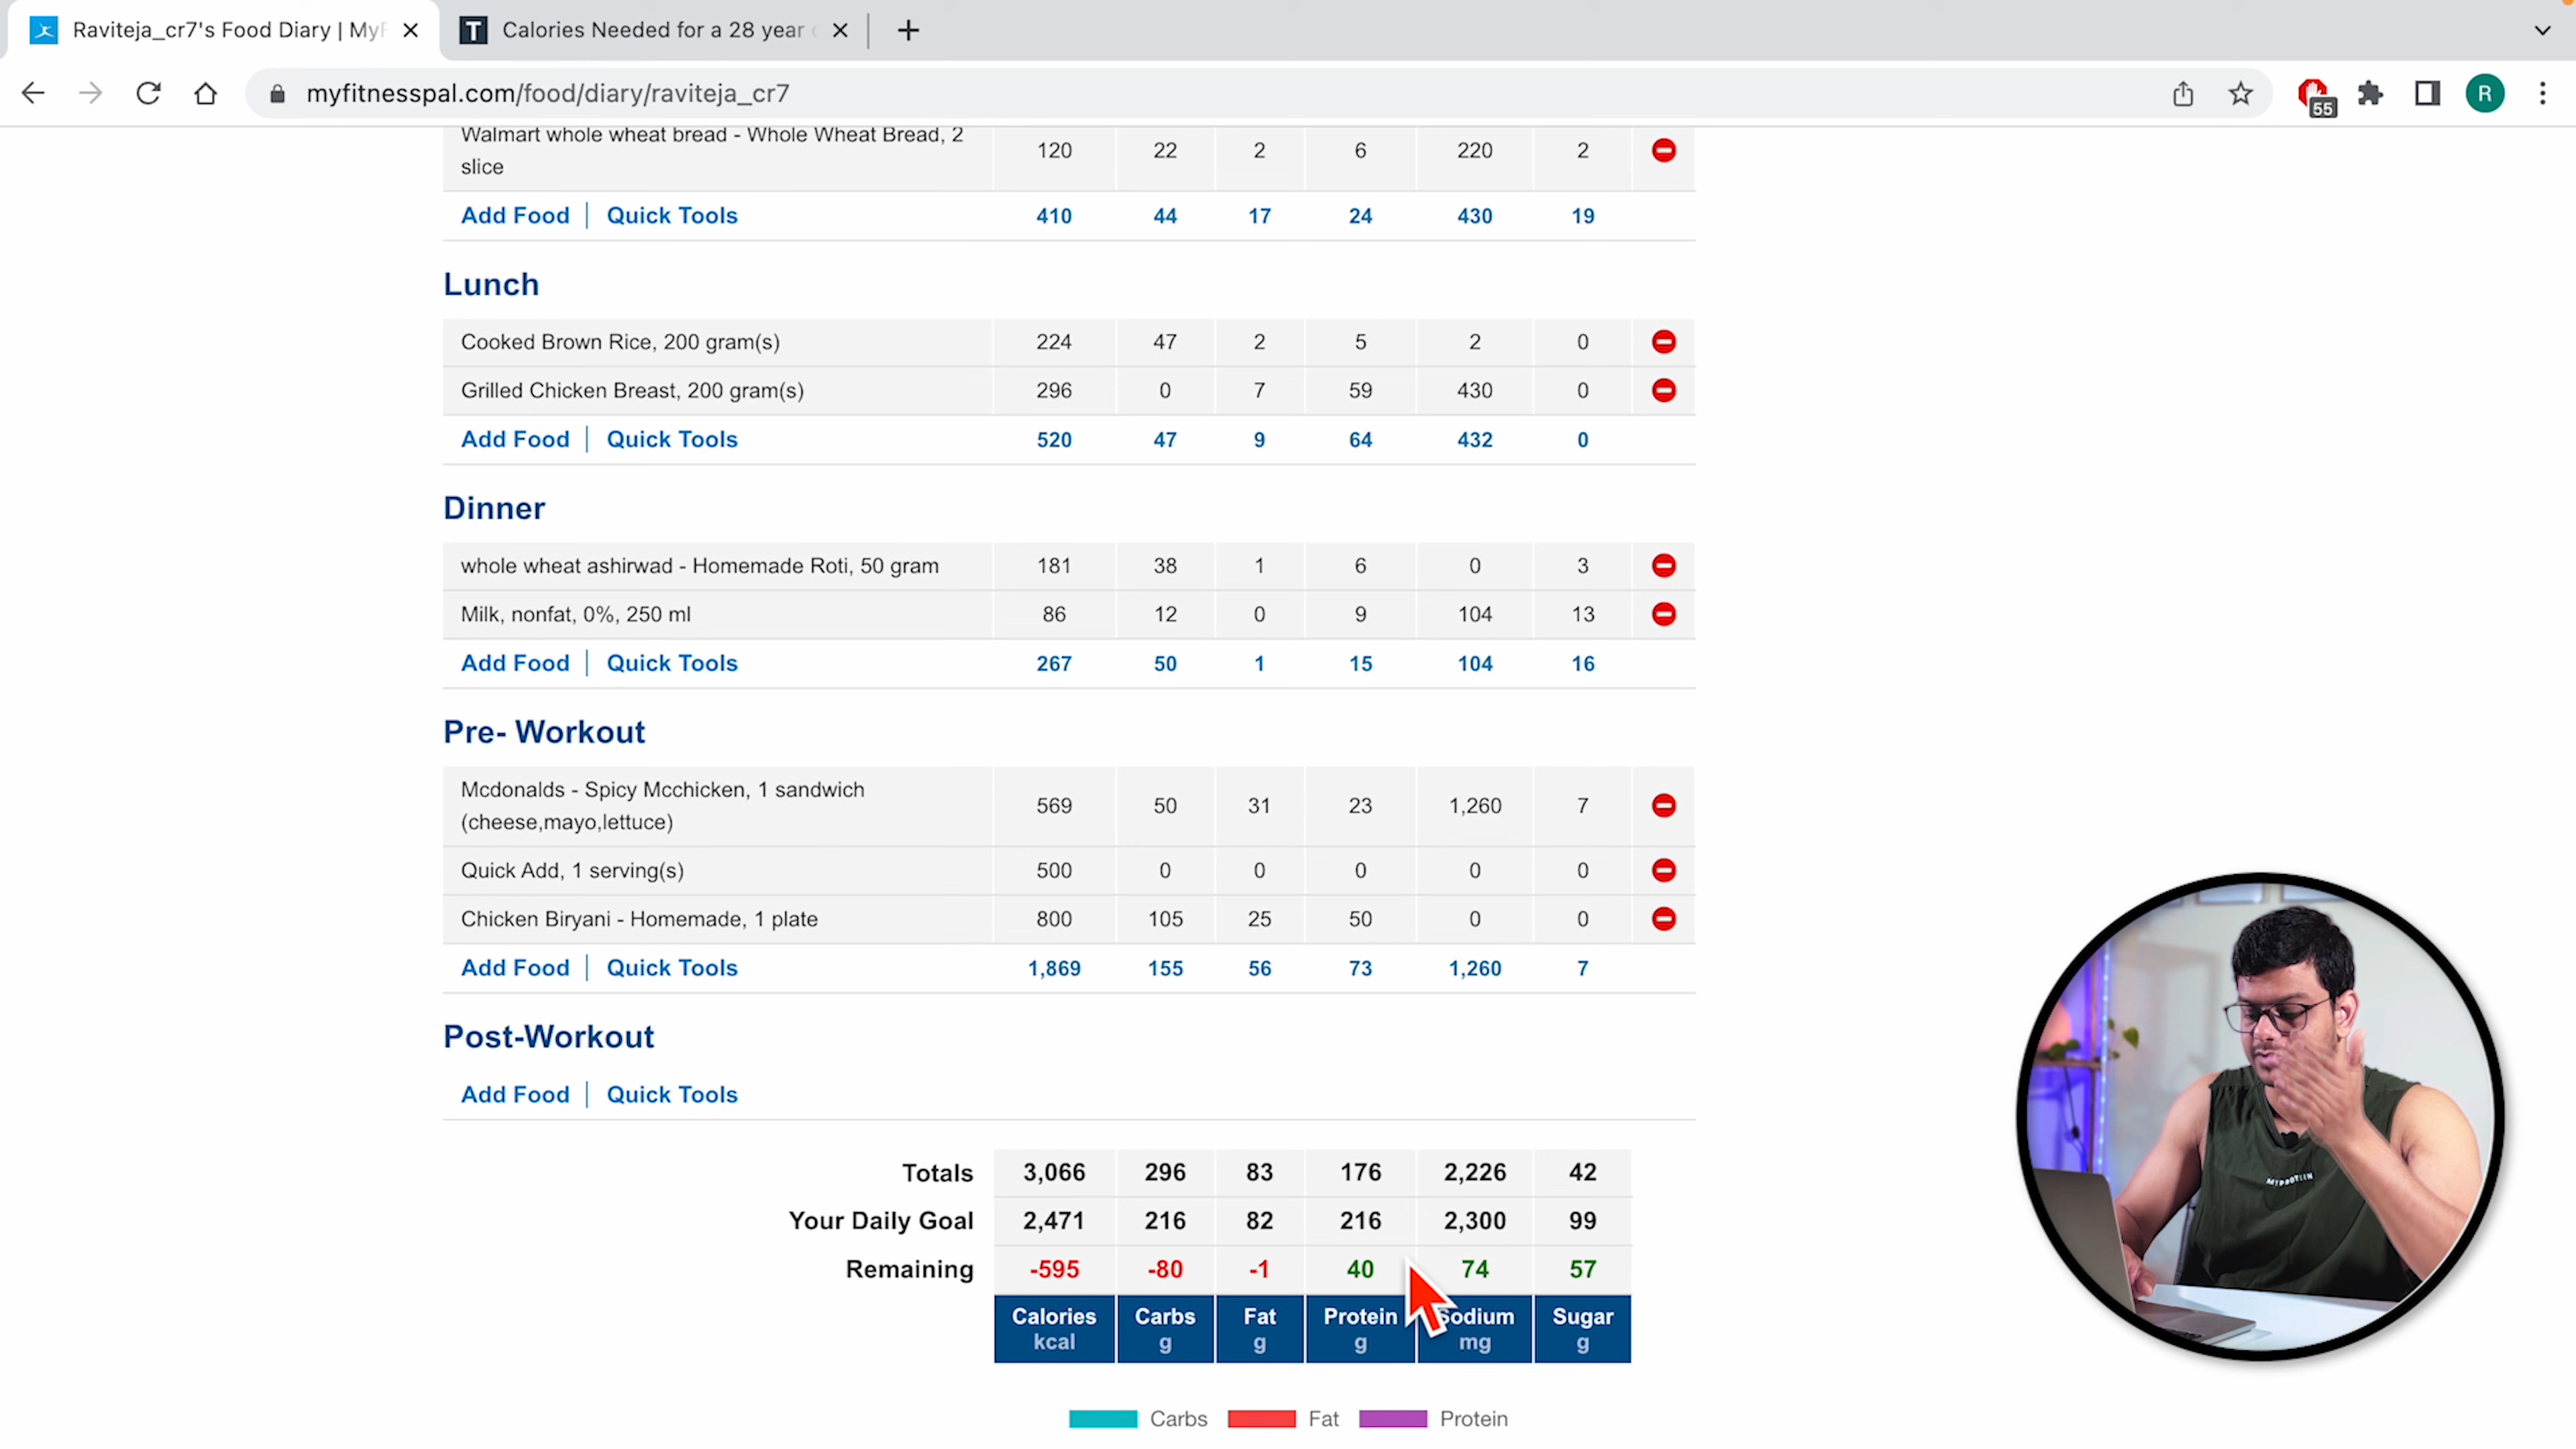 Raviteja_cr7's Food Diary | MyF
Calories Needed for a 28 year
myfitnesspal.com/food/diary/raviteja_cr7
55
R
Walmart whole wheat bread - Whole Wheat Bread, 2 slice 120 22 2 6 220 2
Add Food | Quick Tools 410 44 17 24 430 19
Lunch
Cooked Brown Rice, 200 gram(s) 224 47 2 5 2 0
Grilled Chicken Breast, 200 gram(s) 296 0 7 59 430 0
Add Food | Quick Tools 520 47 9 64 432 0
Dinner
whole wheat ashirwad - Homemade Roti, 50 gram 181 38 1 6 0 3
Milk, nonfat, 0%, 250 ml 86 12 0 9 104 13
Add Food | Quick Tools 267 50 1 15 104 16
Pre- Workout
Mcdonalds - Spicy Mcchicken, 1 sandwich (cheese,mayo,lettuce) 569 50 31 23 1,260 7
Quick Add, 1 serving(s) 500 0 0 0 0 0
Chicken Biryani - Homemade, 1 plate 800 105 25 50 0 0
Add Food | Quick Tools 1,869 155 56 73 1,260 7
Post-Workout
Add Food | Quick Tools
Totals 3,066 296 83 176 2,226 42
Your Daily Goal 2,471 216 82 216 2,300 99
Remaining -595 -80 -1 40 74 57
Calories Carbs Fat Protein Sodium Sugar
kcal g g g mg g
Carbs Fat Protein
MYPROTEIN